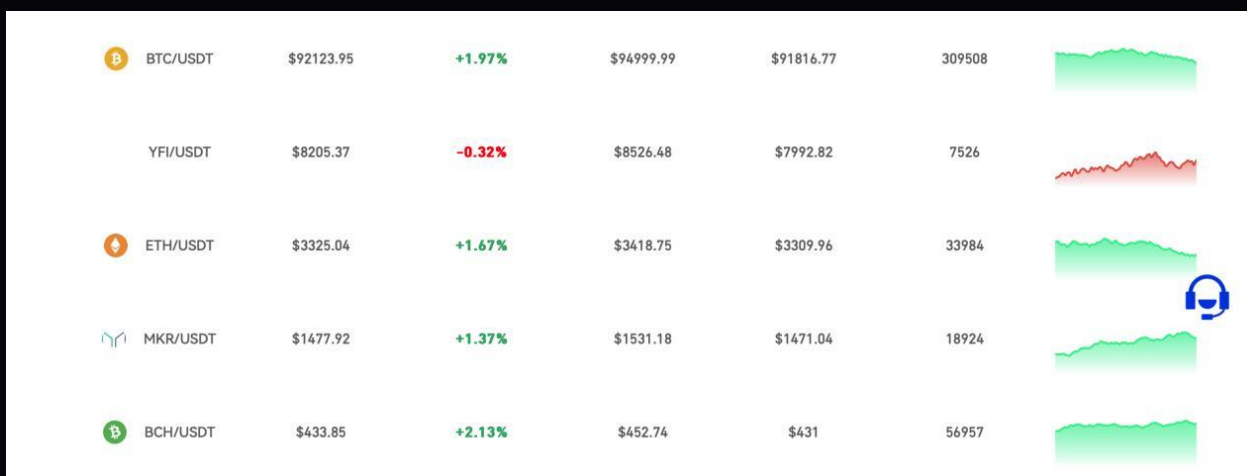 BTC/USDT $92123.95 +1.97% $94999.99 $91816.77 309508
YFI/USDT $8205.37 -0.32% $8526.48 $7992.82 7526
ETH/USDT $3325.04 +1.67% $3418.75 $3309.96 33984
MKR/USDT $1477.92 +1.37% $1531.18 $1471.04 18924
BCH/USDT $433.85 +2.13% $452.74 $431 56957